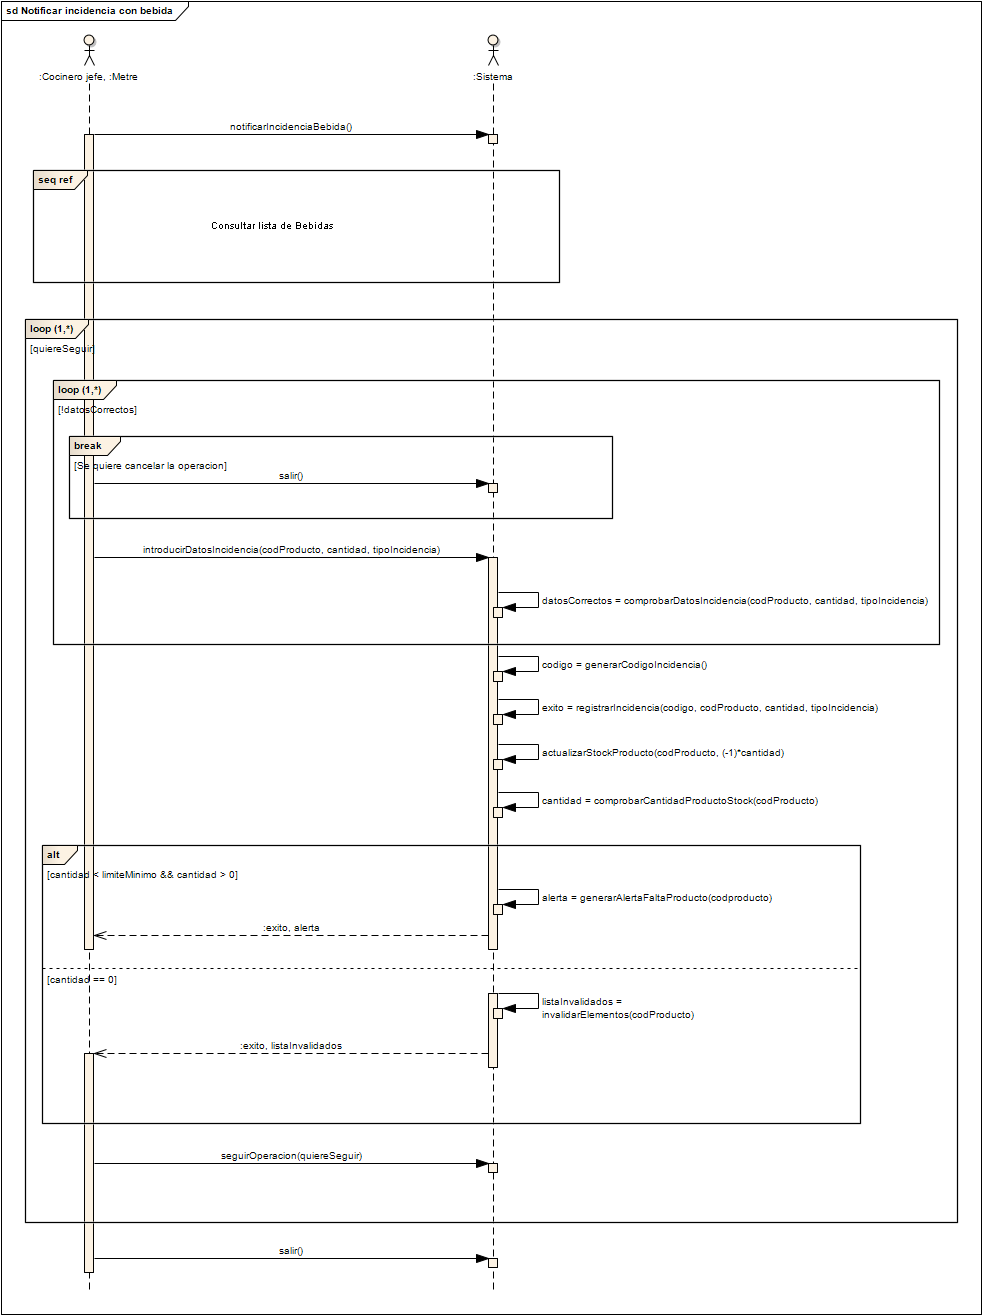 sd Notificar incidencia con bebida
:Cocinero jefe, :Metre
:Sistema
notificarIncidenciaBebida()
seq ref
Consultar lista de Bebidas
loop (1,*)
[quiereSeguir]
loop (1,*)
[!datosCorrectos]
break
[Se quiere cancelar la operacion]
salir()
introducirDatosIncidencia(codProducto, cantidad, tipoIncidencia)
datosCorrectos = comprobarDatosIncidencia(codProducto, cantidad, tipoIncidencia)
codigo = generarCodigoIncidencia()
exito = registrarIncidencia(codigo, codProducto, cantidad, tipoIncidencia)
actualizarStockProducto(codProducto, (-1)*cantidad)
cantidad = comprobarCantidadProductoStock(codProducto)
alt
[cantidad < limiteMinimo && cantidad > 0]
alerta = generarAlertaFaltaProducto(codproducto)
:exito, alerta
[cantidad == 0]
listaInvalidados =
invalidarElementos(codProducto)
:exito, listaInvalidados
seguirOperacion(quiereSeguir)
salir()